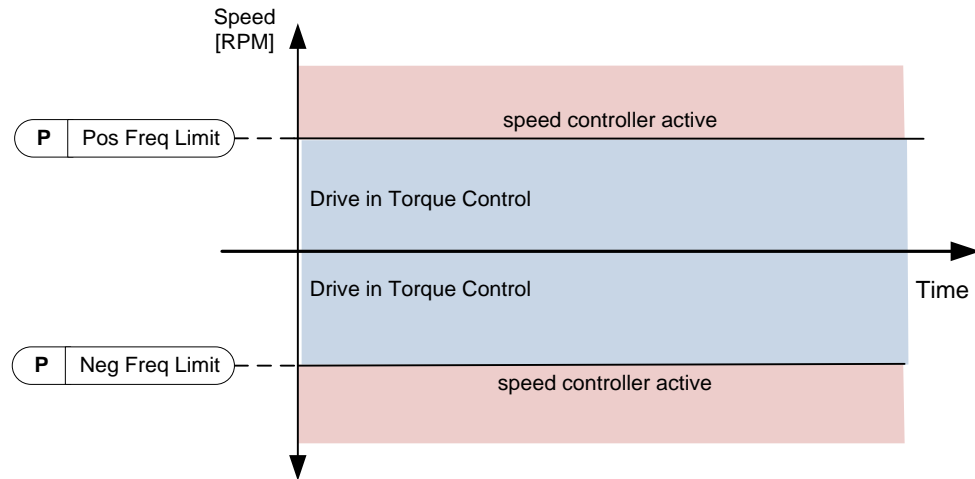 Speed
[RPM]
speed controller active
P Pos Freq Limit
Drive in Torque Control
Drive in Torque Control
Time
P Neg Freq Limit
speed controller active